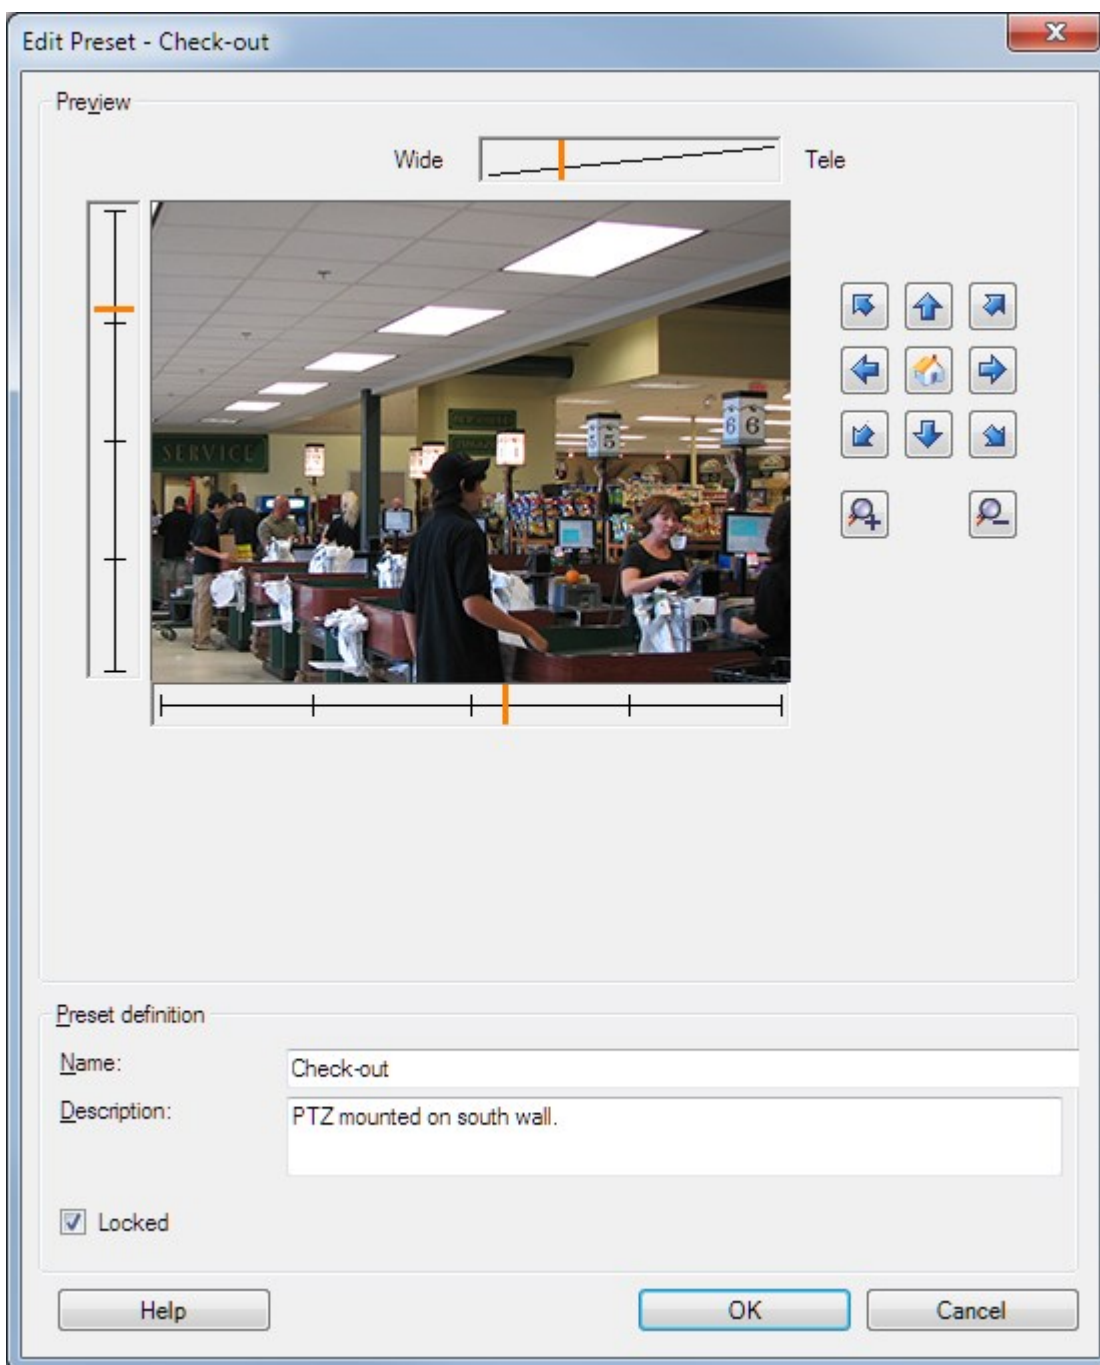 Edit Preset - Check-out
Preview
Wide
Tele
SERVICE
5 5
6 6
Preset definition
Name:
Check-out
Description:
PTZ mounted on south wall.
Locked
Help
OK
Cancel